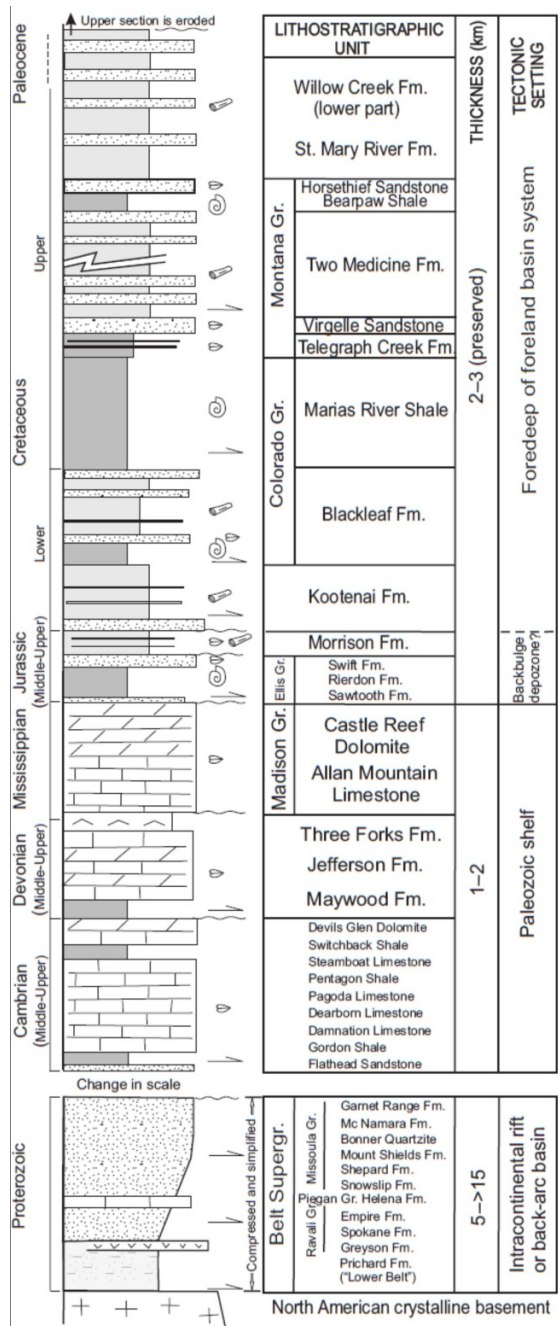 Upper section is eroded
LITHOSTRATIGRAPHIC
UNIT
THICKNESS (km)
TECTONIC
SETTING
Paleocene
Upper
Cretaceous
Lower
Jurassic
(Middle-Upper)
Mississippian
Devonian
(Middle-Upper)
Cambrian
(Middle-Upper)
Willow Creek Fm.
(lower part)
St. Mary River Fm.
Montana Gr.
Horsethief Sandstone
Bearpaw Shale
Two Medicine Fm.
Virgelle Sandstone
Telegraph Creek Fm.
Colorado Gr.
Marias River Shale
Blackleaf Fm.
Kootenai Fm.
Morrison Fm.
Ellis Gr.
Swift Fm.
Rierdon Fm.
Sawtooth Fm.
2–3 (preserved)
Foredeep of foreland basin system
Backbulge
depozone?
Madison Gr.
Castle Reef
Dolomite
Allan Mountain
Limestone
Three Forks Fm.
Jefferson Fm.
Maywood Fm.
Devils Glen Dolomite
Switchback Shale
Steamboat Limestone
Pentagon Shale
Pagoda Limestone
Dearborn Limestone
Damnation Limestone
Gordon Shale
Flathead Sandstone
1–2
Paleozoic shelf
Change in scale
Proterozoic
Compressed and simplified
Belt Supergr.
Missoula Gr.
Garnet Range Fm.
Mc Namara Fm.
Bonner Quartzite
Mount Shields Fm.
Shepard Fm.
Snowslip Fm.
Piegan Gr. Helena Fm.
Ravali Gr.
Empire Fm.
Spokane Fm.
Greyson Fm.
Prichard Fm.
("Lower Belt")
5–>15
Intracontinental rift
or back-arc basin
North American crystalline basement